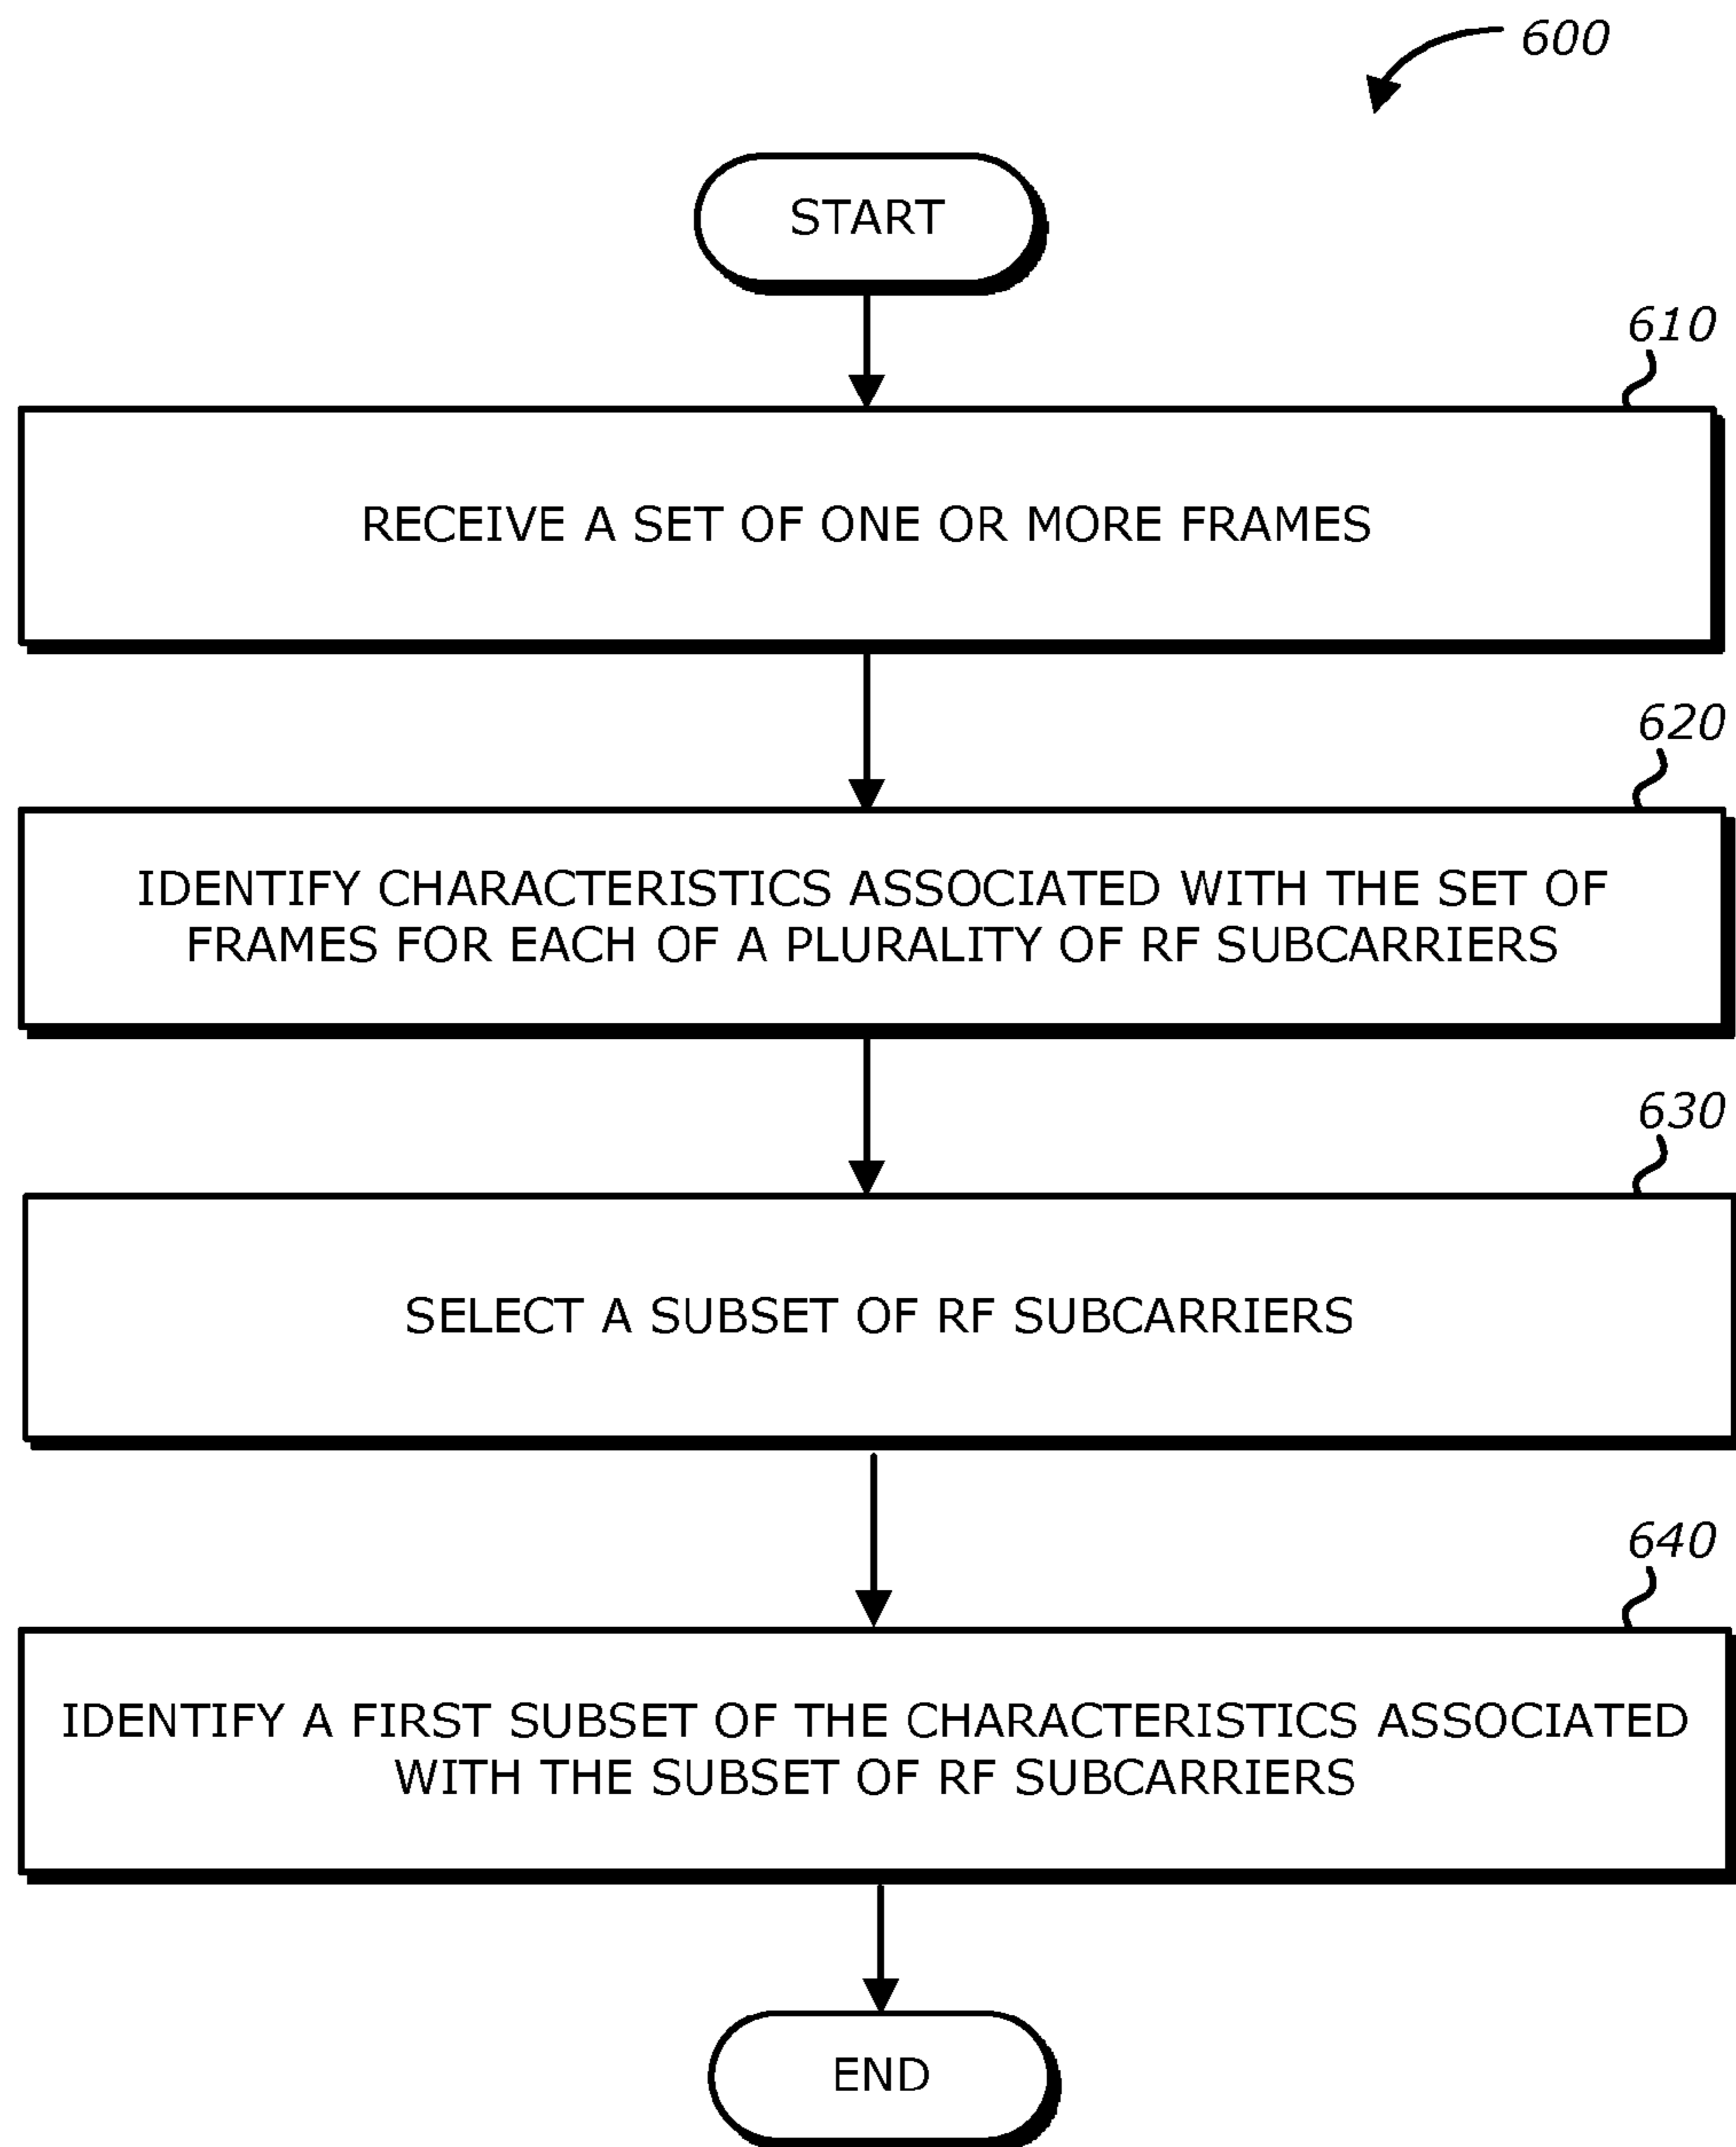 600
START
610
RECEIVE A SET OF ONE OR MORE FRAMES
620
IDENTIFY CHARACTERISTICS ASSOCIATED WITH THE SET OF
FRAMES FOR EACH OF A PLURALITY OF RF SUBCARRIERS
630
SELECT A SUBSET OF RF SUBCARRIERS
640
IDENTIFY A FIRST SUBSET OF THE CHARACTERISTICS ASSOCIATED
WITH THE SUBSET OF RF SUBCARRIERS
END